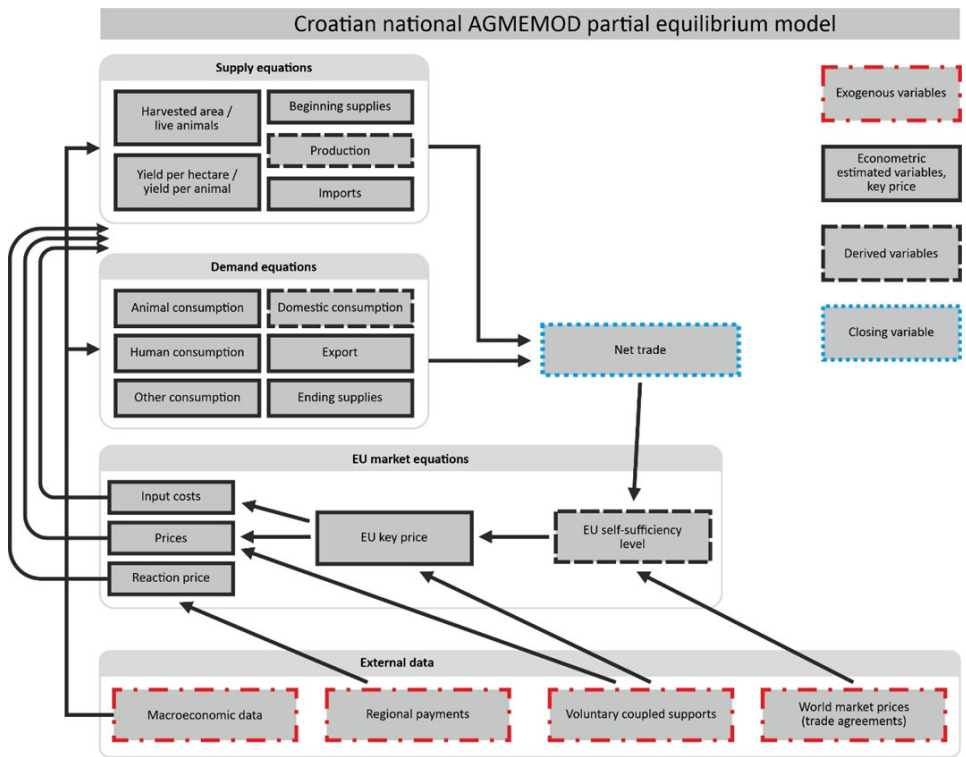 Croatian national AGMEMOD partial equilibrium model
Supply equations
Harvested area /
live animals
Beginning supplies
Production
Yield per hectare /
yield per animal
Imports
Exogenous variables
Econometric
estimated variables,
key price
Derived variables
Closing variable
Demand equations
Animal consumption
Domestic consumption
Human consumption
Export
Other consumption
Ending supplies
Net trade
EU market equations
Input costs
Prices
Reaction price
EU key price
EU self-sufficiency
level
External data
Macroeconomic data
Regional payments
Voluntary coupled supports
World market prices
(trade agreements)